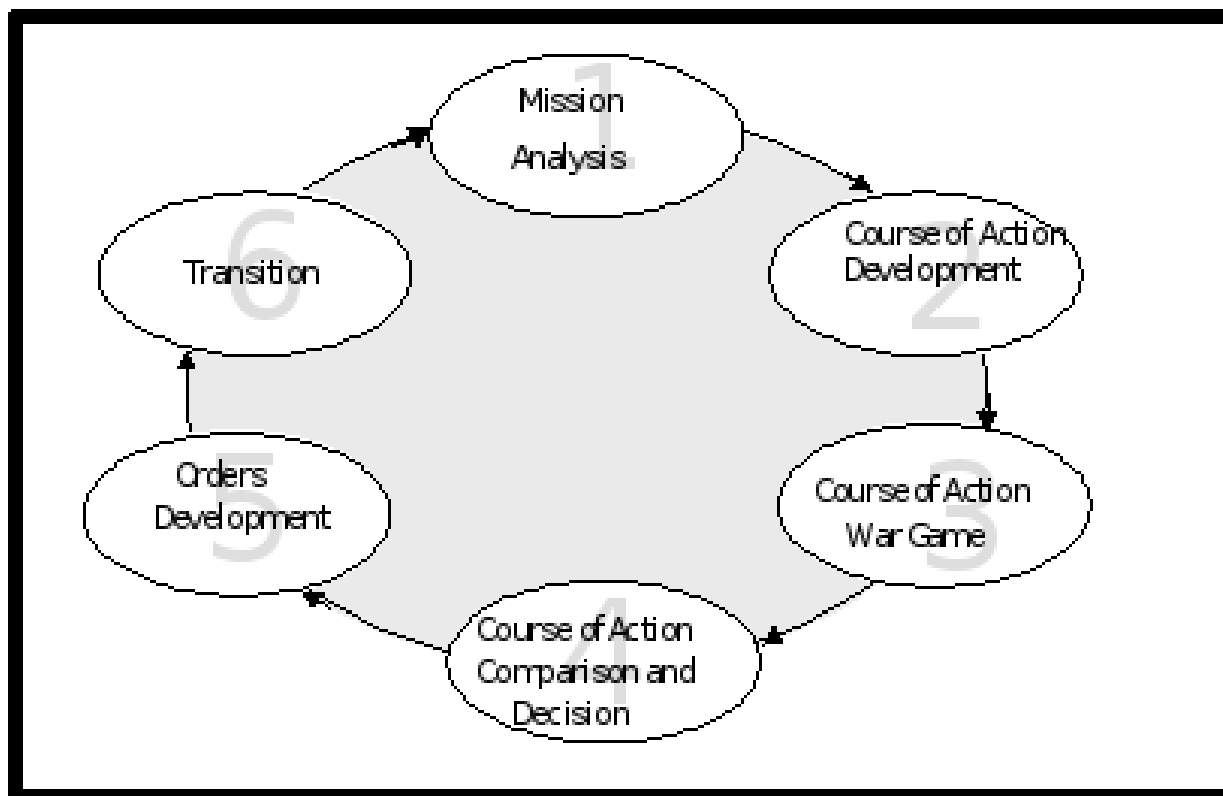 1
Mission
Analysis
2
Course of Action
Development
3
Course of Action
War Game
4
Course of Action
Comparison and
Decision
5
Orders
Development
6
Transition